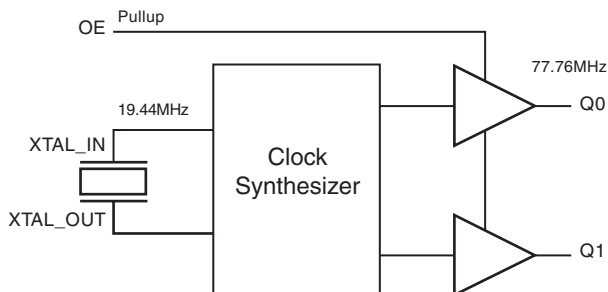 Pullup
OE
77.76MHz
Q0
19.44MHz
XTAL_IN
Clock
Synthesizer
XTAL_OUT
Q1